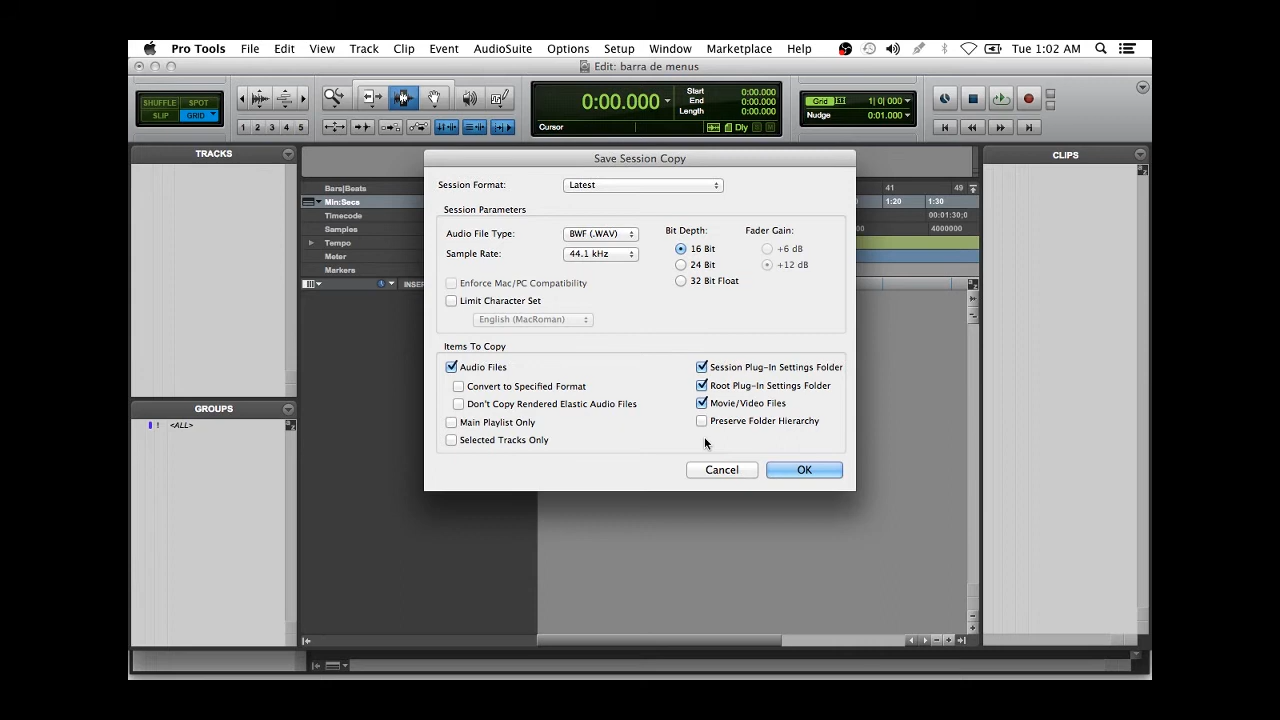 Pro Tools File Edit View Track Clip Event AudioSuite Options Setup Window Marketplace Help Tue 1:02 AM
Edit: barra de menus
SHUFFLE SPOT
SLIP GRID
1 2 3 4 5
0:00.000
Start 0:00.000
End 0:00.000
Length 0:00.000
Cursor Dly
Grid 1| 0| 000
Nudge 0:01.000
TRACKS
CLIPS
Save Session Copy
Session Format: Latest
Session Parameters
Audio File Type: BWF (.WAV)
Sample Rate: 44.1 kHz
Bit Depth:
16 Bit
24 Bit
32 Bit Float
Fader Gain:
+6 dB
+12 dB
Enforce Mac/PC Compatibility
Limit Character Set
English (MacRoman)
Items To Copy
Audio Files
Convert to Specified Format
Don't Copy Rendered Elastic Audio Files
Main Playlist Only
Selected Tracks Only
Session Plug-In Settings Folder
Root Plug-In Settings Folder
Movie/Video Files
Preserve Folder Hierarchy
Cancel OK
Bars|Beats 41 49
Min:Secs 1:20 1:30
Timecode 00:01:30:0
Samples 4000000
Tempo
Meter
Markers
GROUPS
! <ALL>